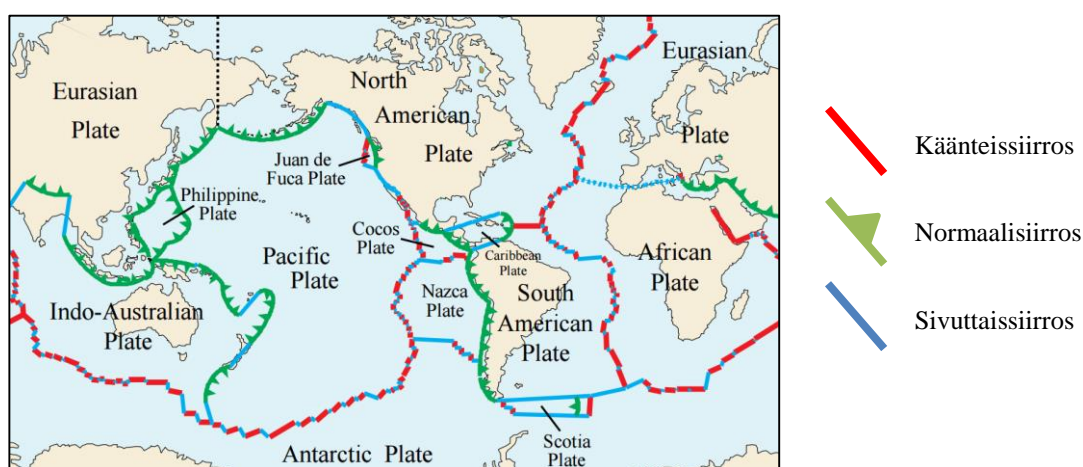 Eurasian
Plate
North
American
Plate
Eurasian
Plate
Juan de
Fuca Plate
Philippine
Plate
Pacific
Plate
Cocos
Plate
Caribbean
Plate
Nazca
Plate
South
American
Plate
African
Plate
Indo-Australian
Plate
Antarctic Plate
Scotia
Plate
Käänteissiirros
Normaalisiirros
Sivuttaissiirros